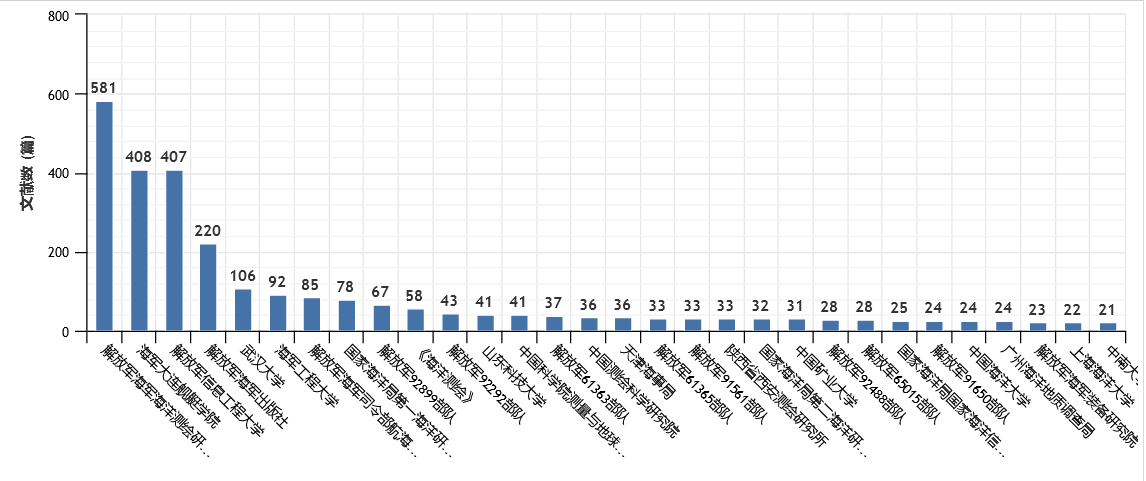 800
600
400
200
0
文献数 (篇)
581
408
407
220
106
92
85
78
67
58
43
41
41
37
36
36
33
33
33
32
31
28
28
25
24
24
24
23
22
21
解放军海军海洋测绘研…
海军大连舰艇学院
解放军信息工程大学
解放军海军出版社
武汉大学
海军工程大学
解放军海军司令部航海…
国家海洋局第一海洋研…
解放军92899部队
《海洋测绘》
解放军92292部队
山东科技大学
中国科学院测量与地球…
解放军61363部队
中国测绘科学研究院
天津海事局
解放军61365部队
解放军91561部队
陕西省西安测绘研究所
国家海洋局第二海洋研…
中国矿业大学
解放军92488部队
解放军65015部队
国家海洋局国家海洋信…
解放军91650部队
中国海洋大学
广州海洋地质调查局
解放军海军装备研究院
上海海洋大学
中南大